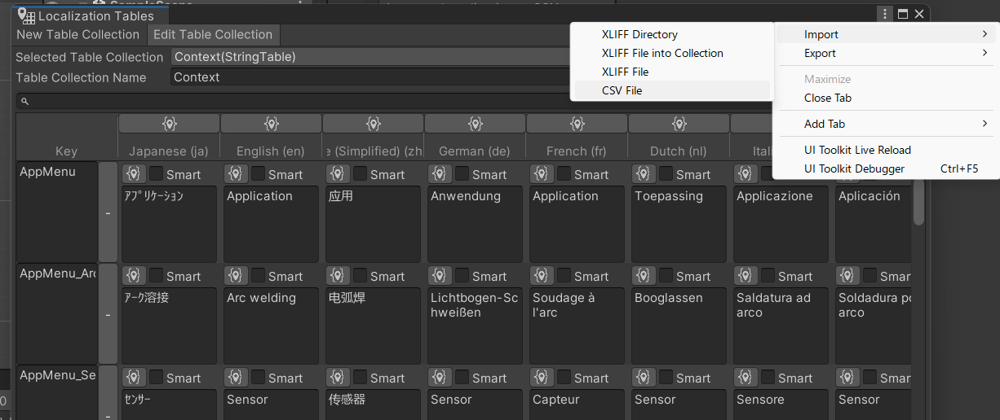 Localization Tables
New Table Collection Edit Table Collection
Selected Table Collection Context(StringTable)
Table Collection Name Context
XLIFF Directory
XLIFF File into Collection
XLIFF File
CSV File
Import
Export
Maximize
Close Tab
Add Tab
UI Toolkit Live Reload
UI Toolkit Debugger Ctrl+F5
Key Japanese (ja) English (en) e (Simplified) (zh German (de) French (fr) Dutch (nl) Ital
AppMenu Smart Smart Smart Smart Smart Smart Smart Smart
- ｱﾌﾟﾘｹｰｼｮﾝ Application 应用 Anwendung Application Toepassing Applicazione Aplicación
AppMenu_Arc Smart Smart Smart Smart Smart Smart Smart Smart
- ｱｰｸ溶接 Arc welding 电弧焊 Lichtbogen-Sc Soudage à Booglassen Saldatura ad Soldadura po
hweißen l'arc arco arco
AppMenu_Se Smart Smart Smart Smart Smart Smart Smart Smart
- ｾﾝｻｰ Sensor 传感器 Sensor Capteur Sensor Sensore Sensor